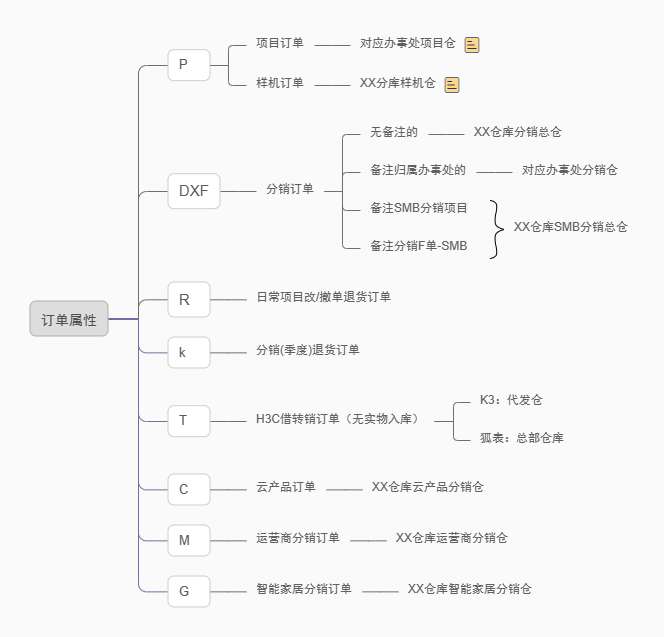 订单属性
P
项目订单
对应办事处项目仓
样机订单
XX分库样机仓
DXF
分销订单
无备注的
XX仓库分销总仓
备注归属办事处的
对应办事处分销仓
备注SMB分销项目
备注分销F单-SMB
XX仓库SMB分销总仓
R
日常项目改/撤单退货订单
k
分销(季度)退货订单
T
H3C借转销订单（无实物入库）
K3：代发仓
狐表：总部仓库
C
云产品订单
XX仓库云产品分销仓
M
运营商分销订单
XX仓库运营商分销仓
G
智能家居分销订单
XX仓库智能家居分销仓